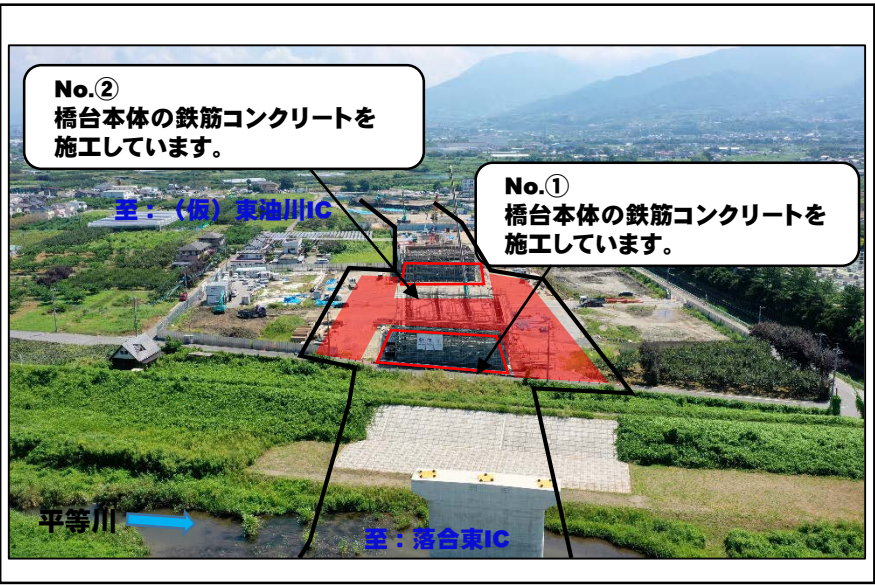 No.②
橋台本体の鉄筋コンクリートを
施工しています。
No.①
橋台本体の鉄筋コンクリートを
施工しています。
至：（仮）東油川IC
平等川
至：落合東IC